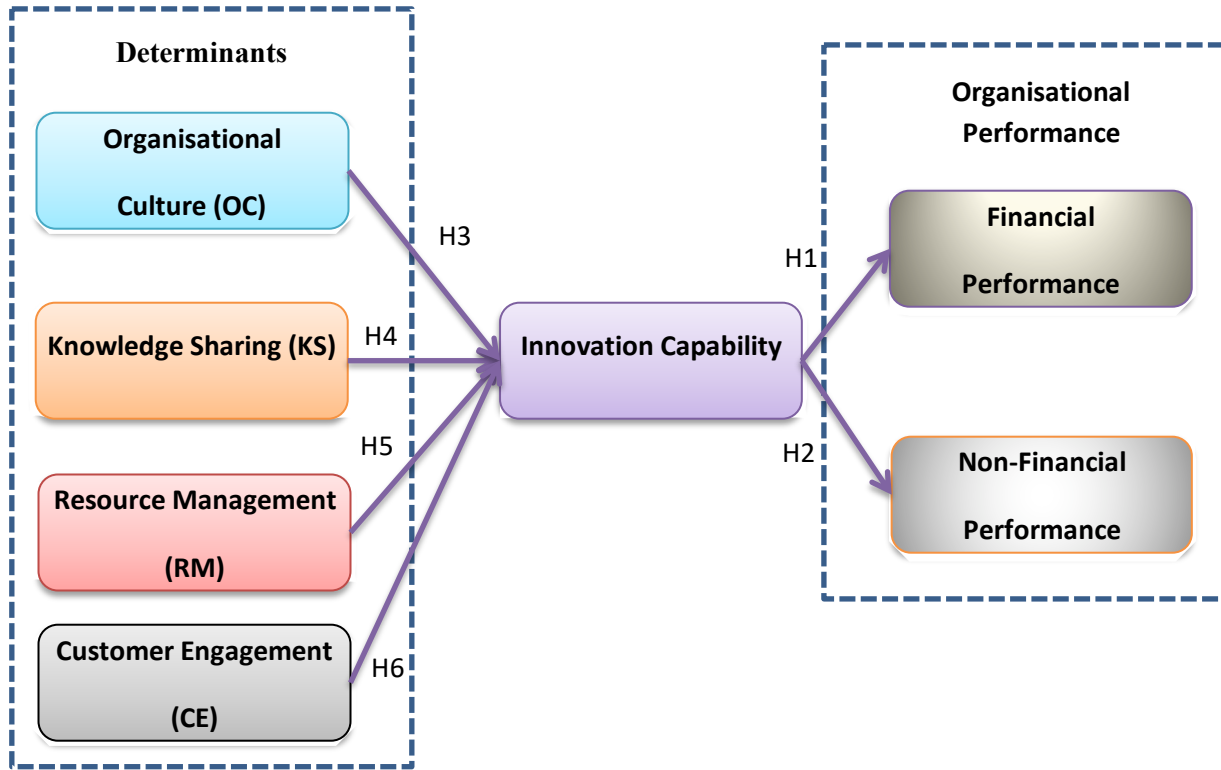 Determinants
Organisational
Culture (OC)
Knowledge Sharing (KS)
Resource Management
(RM)
Customer Engagement
(CE)
H3
H4
H5
H6
Innovation Capability
H1
H2
Organisational
Performance
Financial
Performance
Non-Financial
Performance